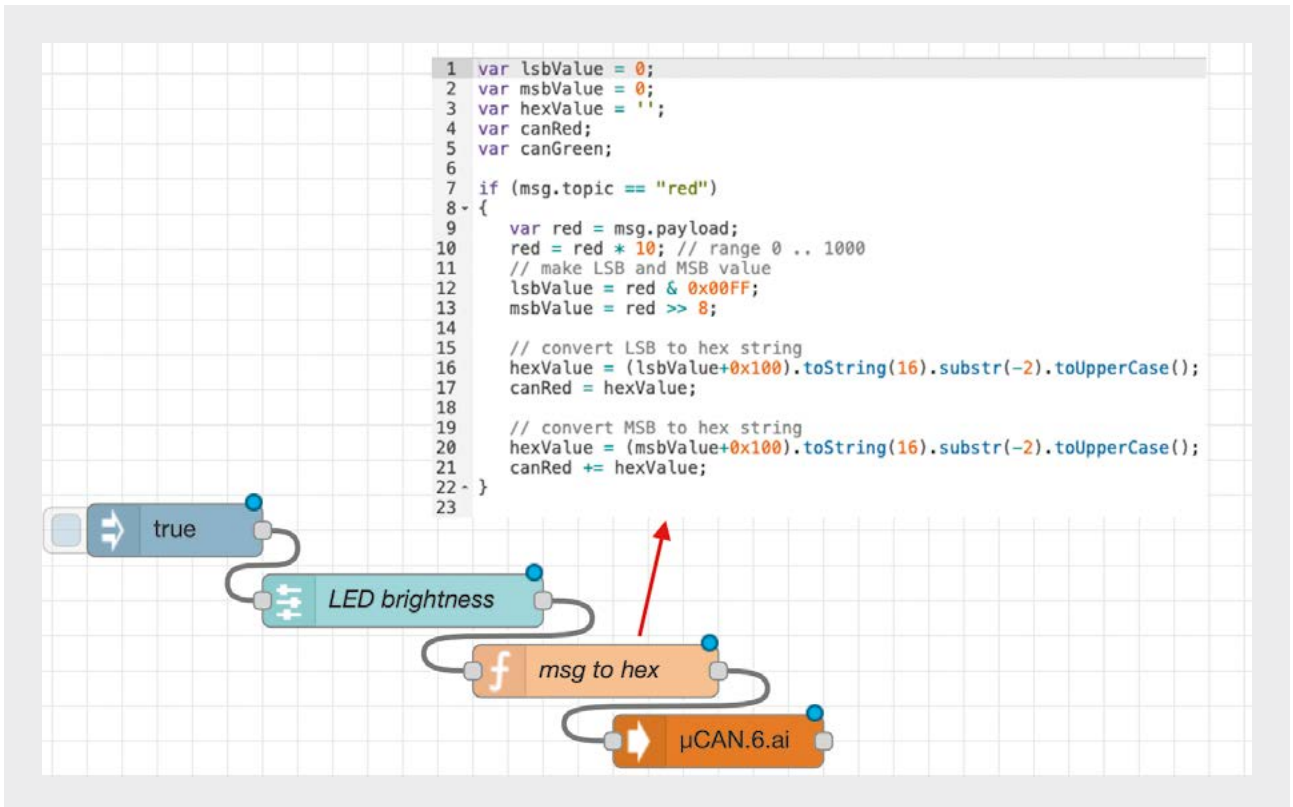 1 var lsbValue = 0;
2 var msbValue = 0;
3 var hexValue = '';
4 var canRed;
5 var canGreen;
6
7 if (msg.topic == "red")
8 {
9 var red = msg.payload;
10 red = red * 10; // range 0 .. 1000
11 // make LSB and MSB value
12 lsbValue = red & 0x00FF;
13 msbValue = red >> 8;
14
15 // convert LSB to hex string
16 hexValue = (lsbValue+0x100).toString(16).substr(-2).toUpperCase();
17 canRed = hexValue;
18
19 // convert MSB to hex string
20 hexValue = (msbValue+0x100).toString(16).substr(-2).toUpperCase();
21 canRed += hexValue;
22 }
23
true
LED brightness
msg to hex
µCAN.6.ai